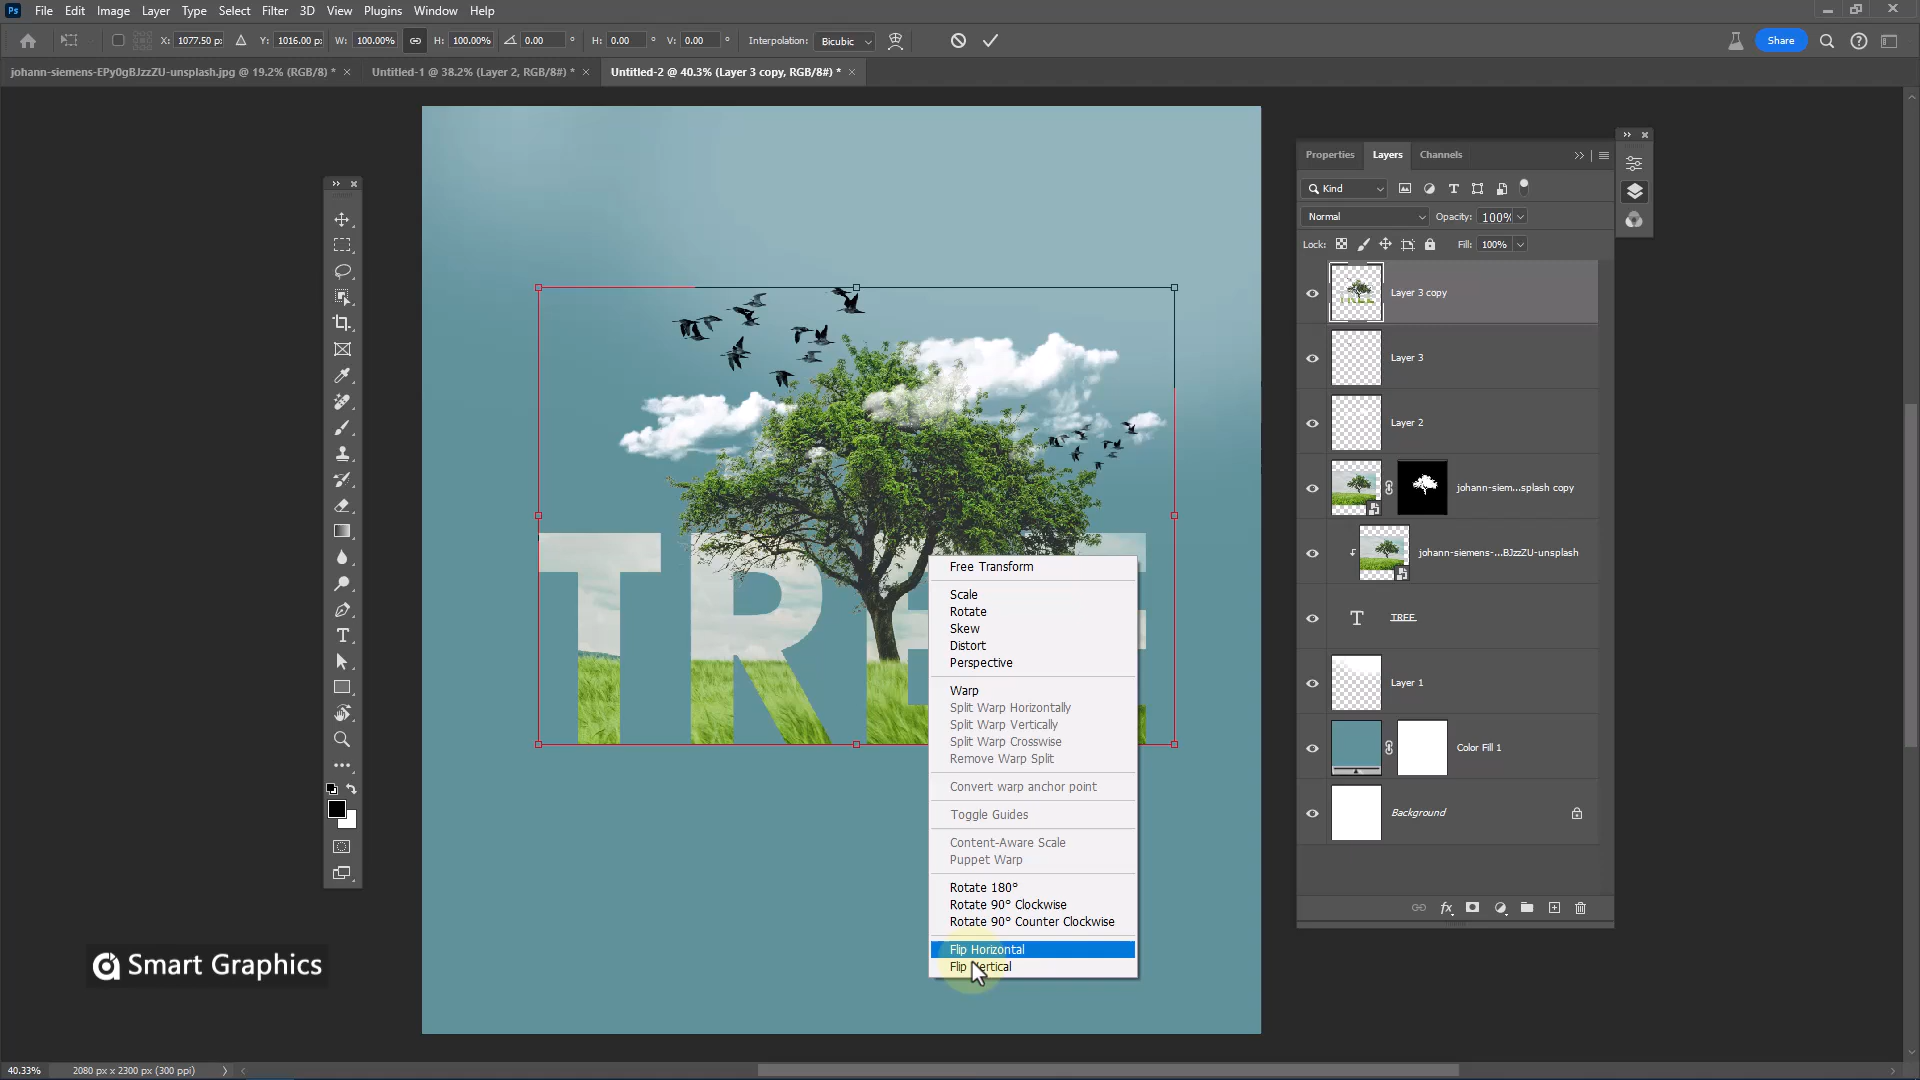 Ps File Edit Image Layer Type Select Filter 3D View Plugins Window Help
X: 1077.50 px Y: 1016.00 px W: 100.00% H: 100.00% 0.00 ° H: 0.00 ° V: 0.00 ° Interpolation: Bicubic Share
johann-siemens-EPy0gBJzzZU-unsplash.jpg @ 19.2% (RGB/8) * × Untitled-1 @ 38.2% (Layer 2, RGB/8#) * × Untitled-2 @ 40.3% (Layer 3 copy, RGB/8#) * ×
Properties Layers Channels
Kind
Normal Opacity: 100%
Lock: Fill: 100%
Layer 3 copy
Layer 3
Layer 2
johann-siem...splash copy
johann-siemens-...BJzzZU-unsplash
T TREE
Layer 1
Color Fill 1
Background
fx
TREE
Free Transform
Scale
Rotate
Skew
Distort
Perspective
Warp
Split Warp Horizontally
Split Warp Vertically
Split Warp Crosswise
Remove Warp Split
Convert warp anchor point
Toggle Guides
Content-Aware Scale
Puppet Warp
Rotate 180°
Rotate 90° Clockwise
Rotate 90° Counter Clockwise
Flip Horizontal
Flip Vertical
Smart Graphics
40.33% 2080 px x 2300 px (300 ppi)